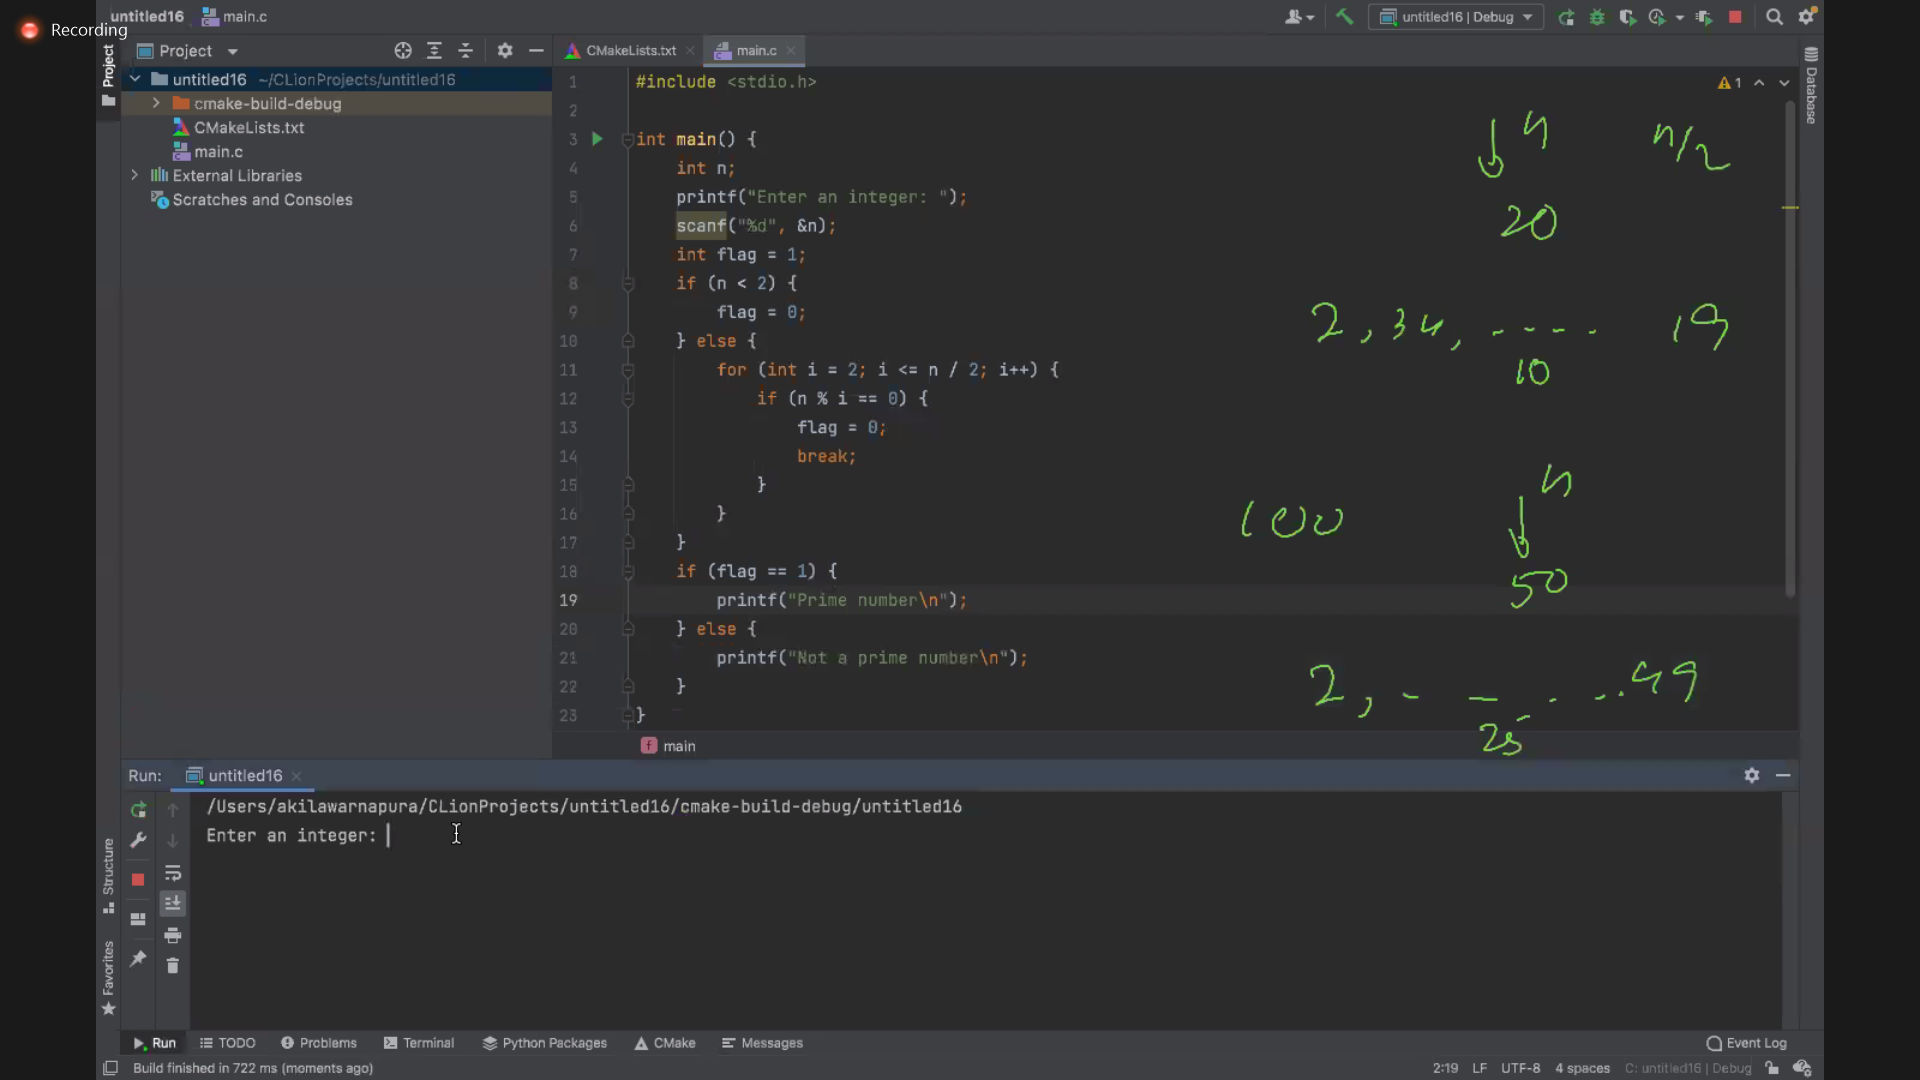 Recording
untitled16 main.c
untitled16 | Debug
Project
Project
CMakeLists.txt
main.c
untitled16 ~/CLionProjects/untitled16
cmake-build-debug
CMakeLists.txt
main.c
External Libraries
Scratches and Consoles
Database
1
1 #include <stdio.h>
2
3 int main() {
4 int n;
5 printf("Enter an integer: ");
6 scanf("%d", &n);
7 int flag = 1;
8 if (n < 2) {
9 flag = 0;
10 } else {
11 for (int i = 2; i <= n / 2; i++) {
12 if (n % i == 0) {
13 flag = 0;
14 break;
15 }
16 }
17 }
18 if (flag == 1) {
19 printf("Prime number\n");
20 } else {
21 printf("Not a prime number\n");
22 }
23 }
n n/2
20
2, 3 4, - - - - 19
10
n
100
50
2, - - - . . . 49
25
main
Run: untitled16
/Users/akilawarnapura/CLionProjects/untitled16/cmake-build-debug/untitled16
Enter an integer:
Structure
Favorites
Run TODO Problems Terminal Python Packages CMake Messages Event Log
Build finished in 722 ms (moments ago)
2:19 LF UTF-8 4 spaces C: untitled16 | Debug